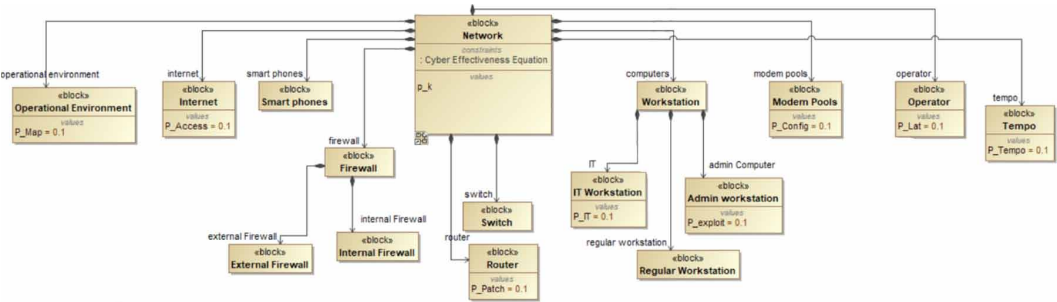 «block»
Network
constraints
: Cyber Effectiveness Equation
values
p_k
operational environment
«block»
Operational Environment
values
P_Map = 0.1
internet
«block»
Internet
values
P_Access = 0.1
smart phones
«block»
Smart phones
computers
«block»
Workstation
modem pools
«block»
Modem Pools
values
P_Config = 0.1
operator
«block»
Operator
values
P_Lat = 0.1
tempo
«block»
Tempo
values
P_Tempo = 0.1
firewall
«block»
Firewall
external Firewall
«block»
External Firewall
internal Firewall
«block»
Internal Firewall
switch
«block»
Switch
router
«block»
Router
values
P_Patch = 0.1
IT
«block»
IT Workstation
values
P_IT = 0.1
admin Computer
«block»
Admin workstation
values
P_exploit = 0.1
regular workstation
«block»
Regular Workstation